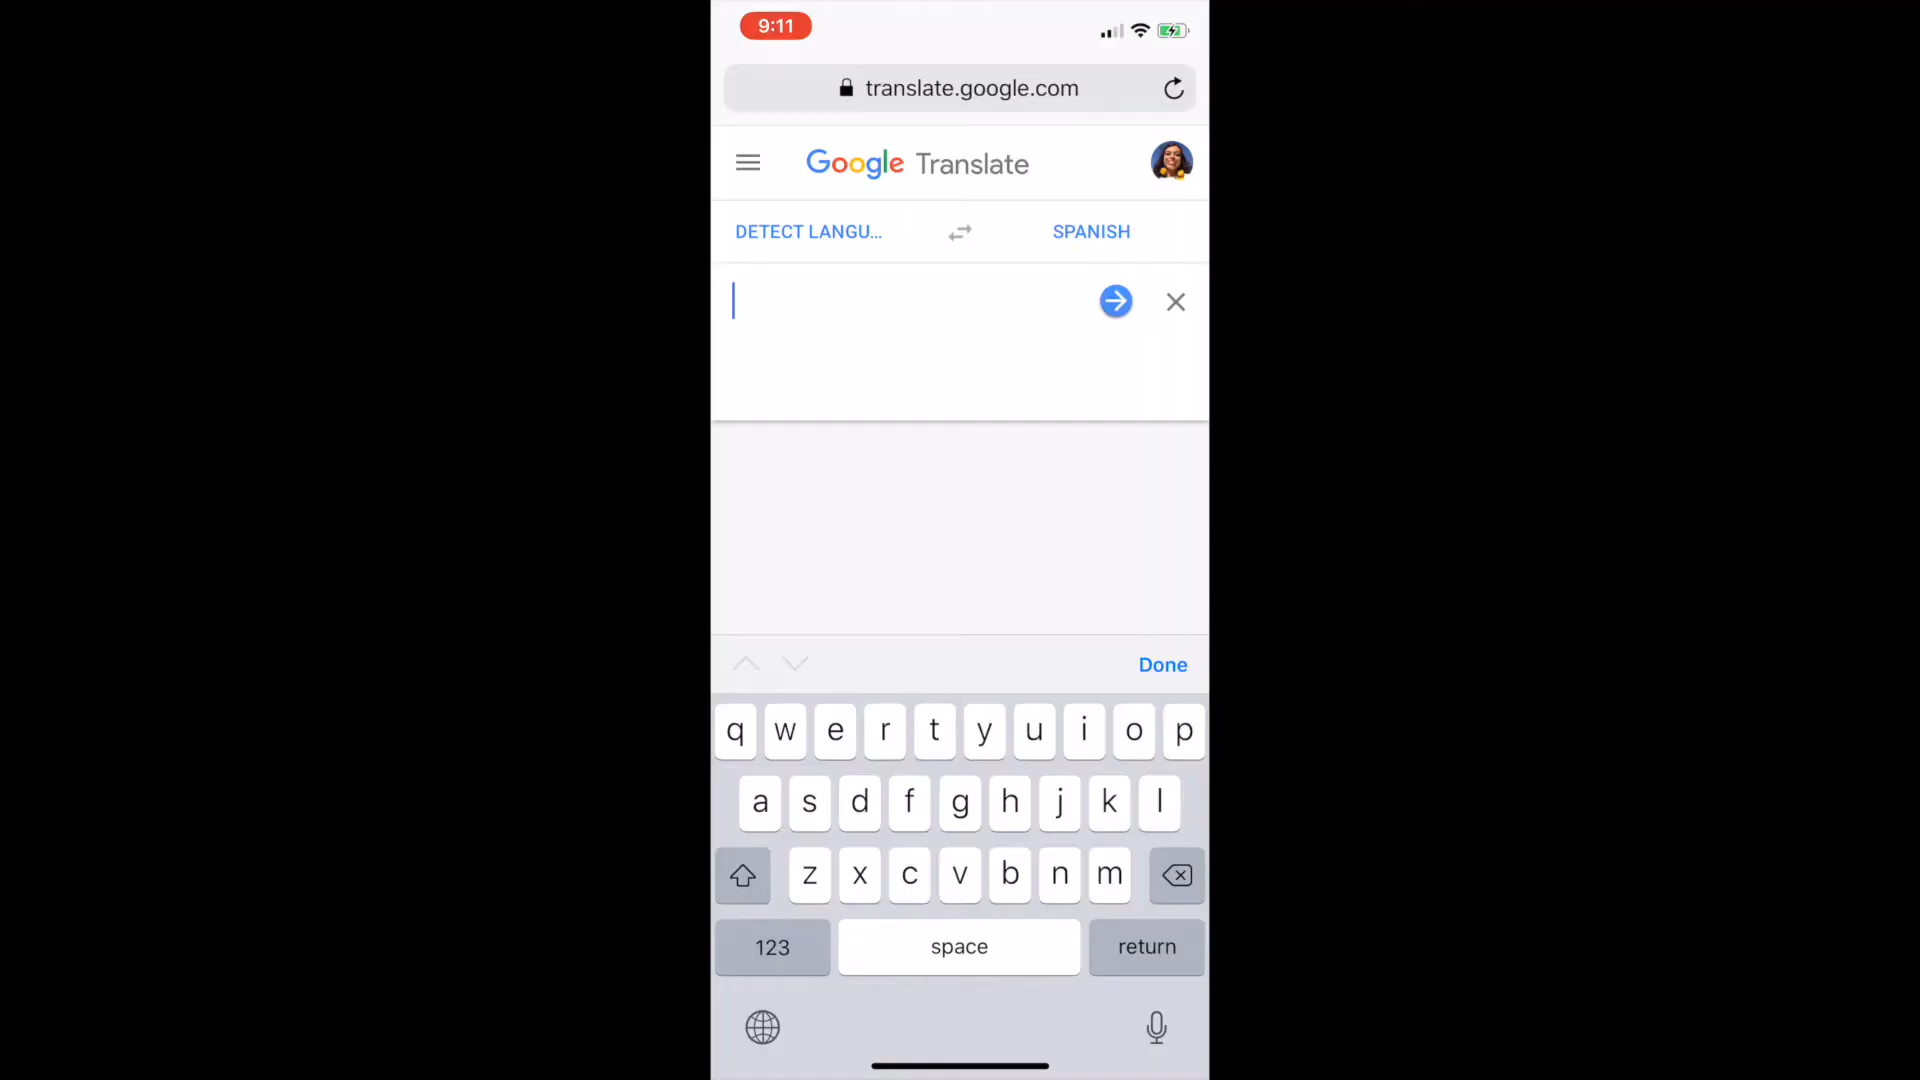 9:11
translate.google.com
Google Translate
DETECT LANGU... SPANISH
Done
q w e r t y u i o p
a s d f g h j k l
z x c v b n m
123 space return